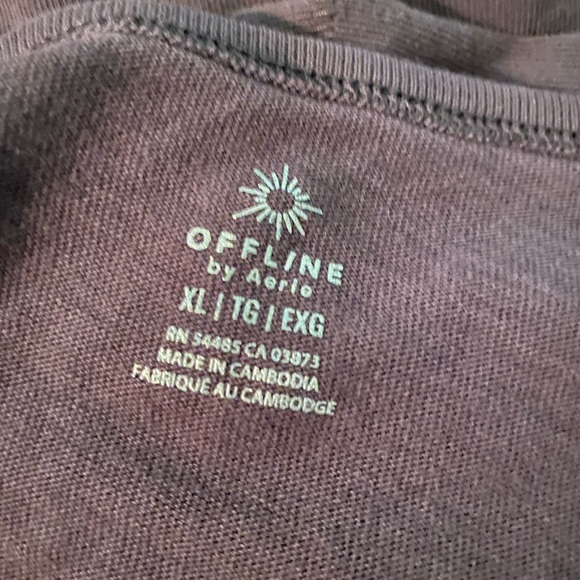 OFFLINE
by Aerie
XL | TG | EXG
RN 54485 CA 03873
MADE IN CAMBODIA
FABRIQUÉ AU CAMBODGE